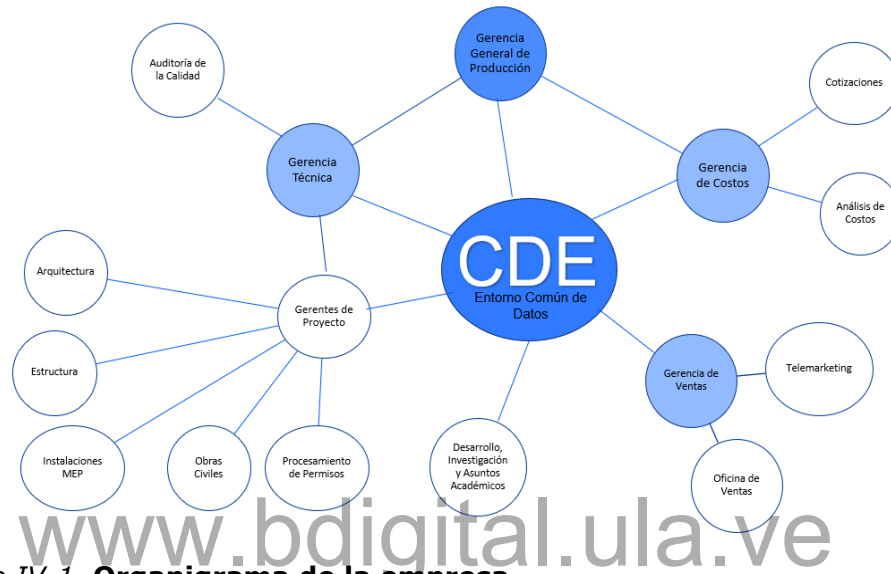 Gerencia
General de
Producción
Auditoría de
la Calidad
Cotizaciones
Gerencia
Técnica
Gerencia
de Costos
Análisis de
Costos
CDE
Entorno Común de
Datos
Arquitectura
Gerentes de
Proyecto
Estructura
Gerencia de
Ventas
Telemarketing
Instalaciones
MEP
Obras
Civiles
Procesamiento
de Permisos
Desarrollo,
Investigación
y Asuntos
Académicos
Oficina de
Ventas
www.bdigital.ula.ve
IV-1. Organigrama de la empresa